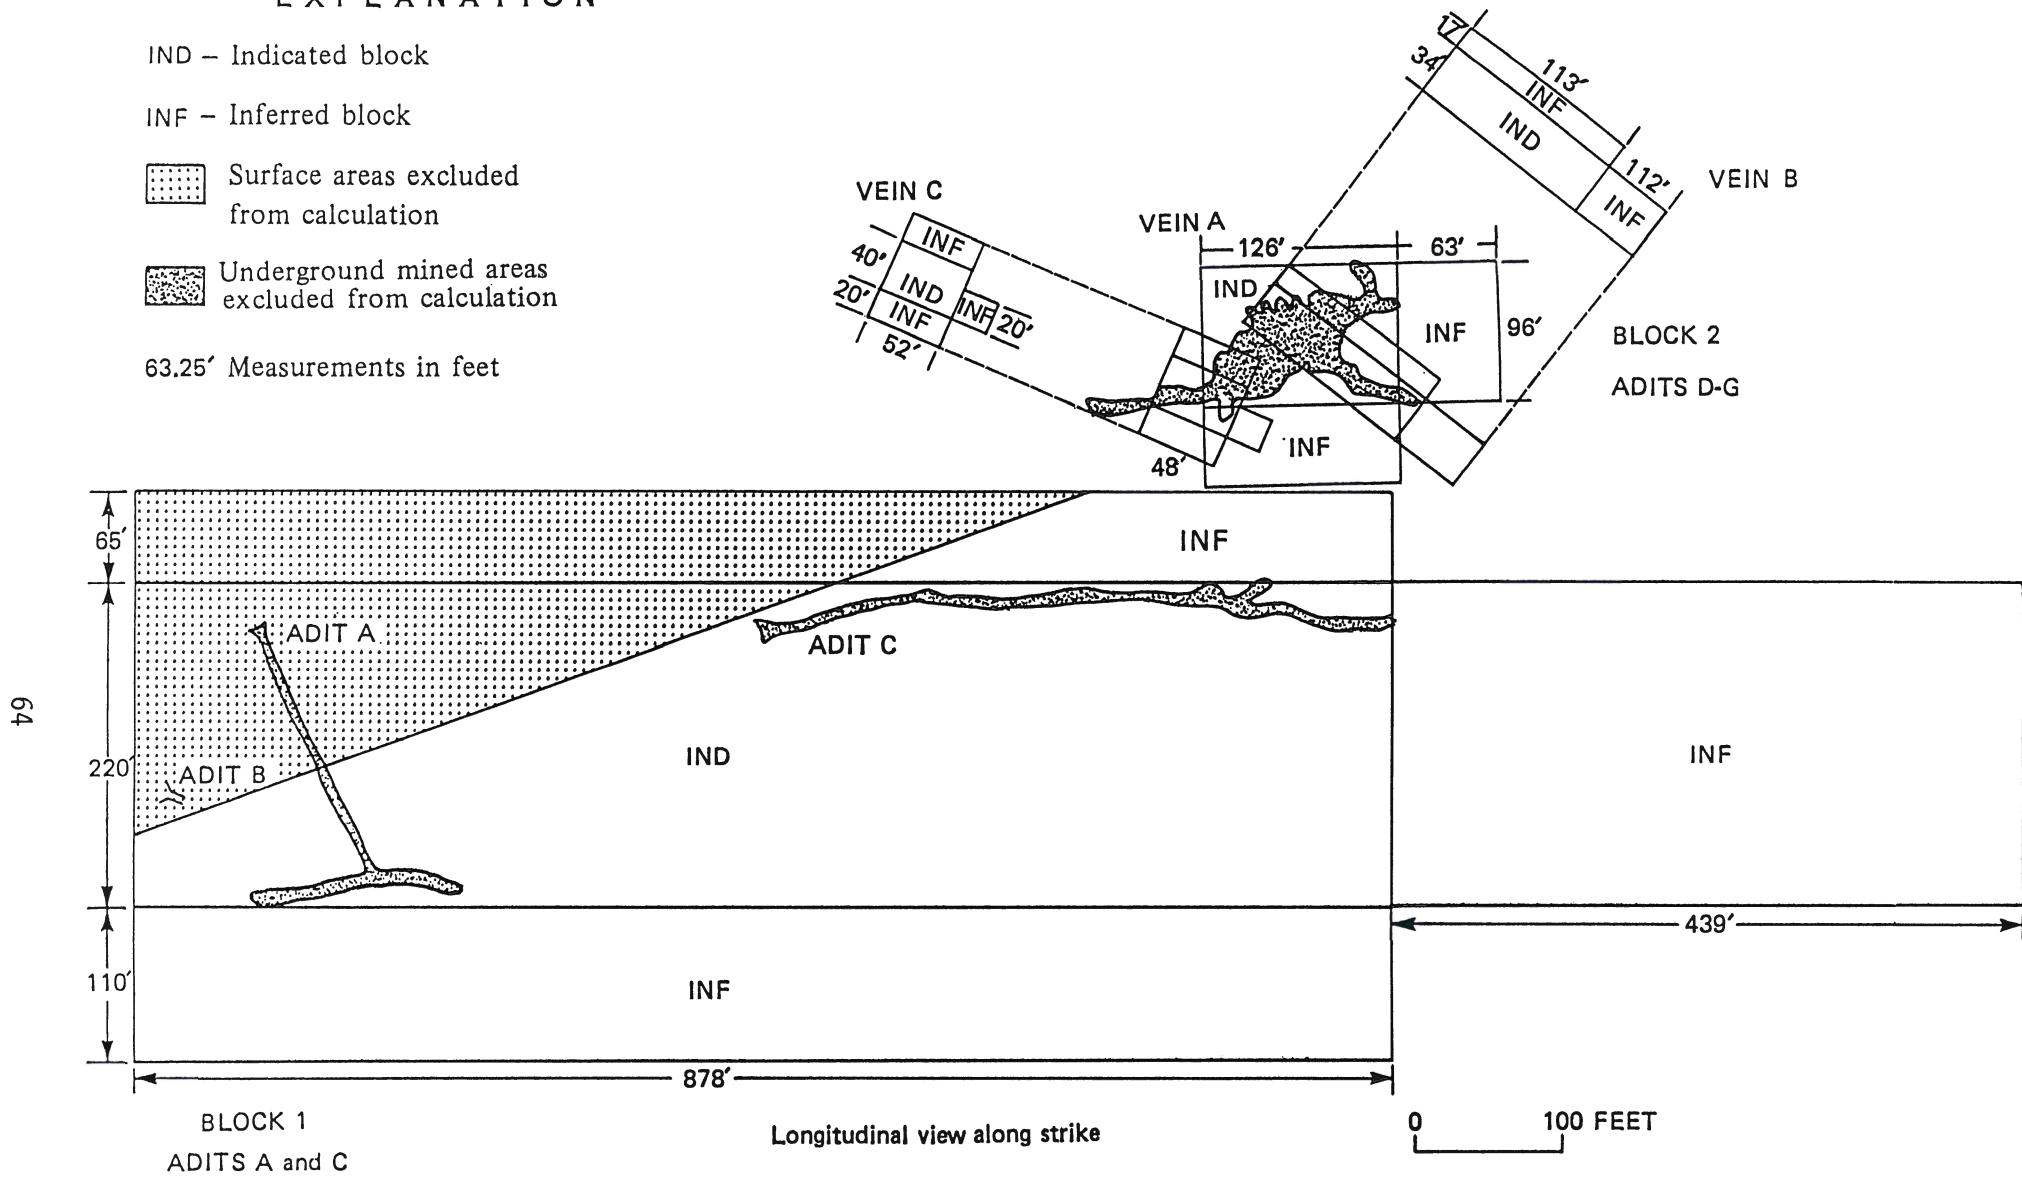 EXPLANATION
IND – Indicated block
INF – Inferred block
Surface areas excluded
from calculation
Underground mined areas
excluded from calculation
63.25′ Measurements in feet
VEIN C
INF
40′
IND
INF
20′
20′
INF
52′
48′
VEIN A
126′
63′
IND
INF
96′
INF
17′
34′
113′
INF
IND
112′
INF
VEIN B
BLOCK 2
ADITS D-G
65′
INF
ADIT A
ADIT C
220′
ADIT B
IND
INF
439′
110′
INF
878′
64
BLOCK 1
ADITS A and C
Longitudinal view along strike
0 100 FEET